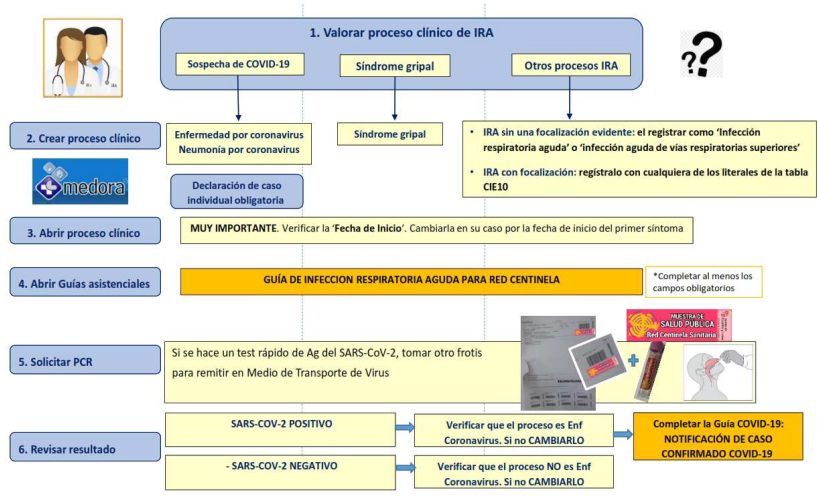 1. Valorar proceso clínico de IRA
Sospecha de COVID-19
Síndrome gripal
Otros procesos IRA
2. Crear proceso clínico
Enfermedad por coronavirus
Neumonía por coronavirus
Síndrome gripal
• IRA sin una focalización evidente: el registrar como 'Infección
respiratoria aguda' o 'infección aguda de vías respiratorias superiores'
• IRA con focalización: regístralo con cualquiera de los literales de la tabla
CIE10
medora
Declaración de caso
individual obligatoria
3. Abrir proceso clínico
MUY IMPORTANTE. Verificar la 'Fecha de Inicio'. Cambiarla en su caso por la fecha de inicio del primer síntoma
4. Abrir Guías asistenciales
GUÍA DE INFECCION RESPIRATORIA AGUDA PARA RED CENTINELA
*Completar al menos los
campos obligatorios
MUESTRA DE
SALUD PUBLICA
Red Centinela Sanitaria
5. Solicitar PCR
Si se hace un test rápido de Ag del SARS-CoV-2, tomar otro frotis
para remitir en Medio de Transporte de Virus
6. Revisar resultado
SARS-COV-2 POSITIVO
Verificar que el proceso es Enf
Coronavirus. Si no CAMBIARLO
Completar la Guía COVID-19:
NOTIFICACIÓN DE CASO
CONFIRMADO COVID-19
- SARS-COV-2 NEGATIVO
Verificar que el proceso NO es Enf
Coronavirus. Si no CAMBIARLO